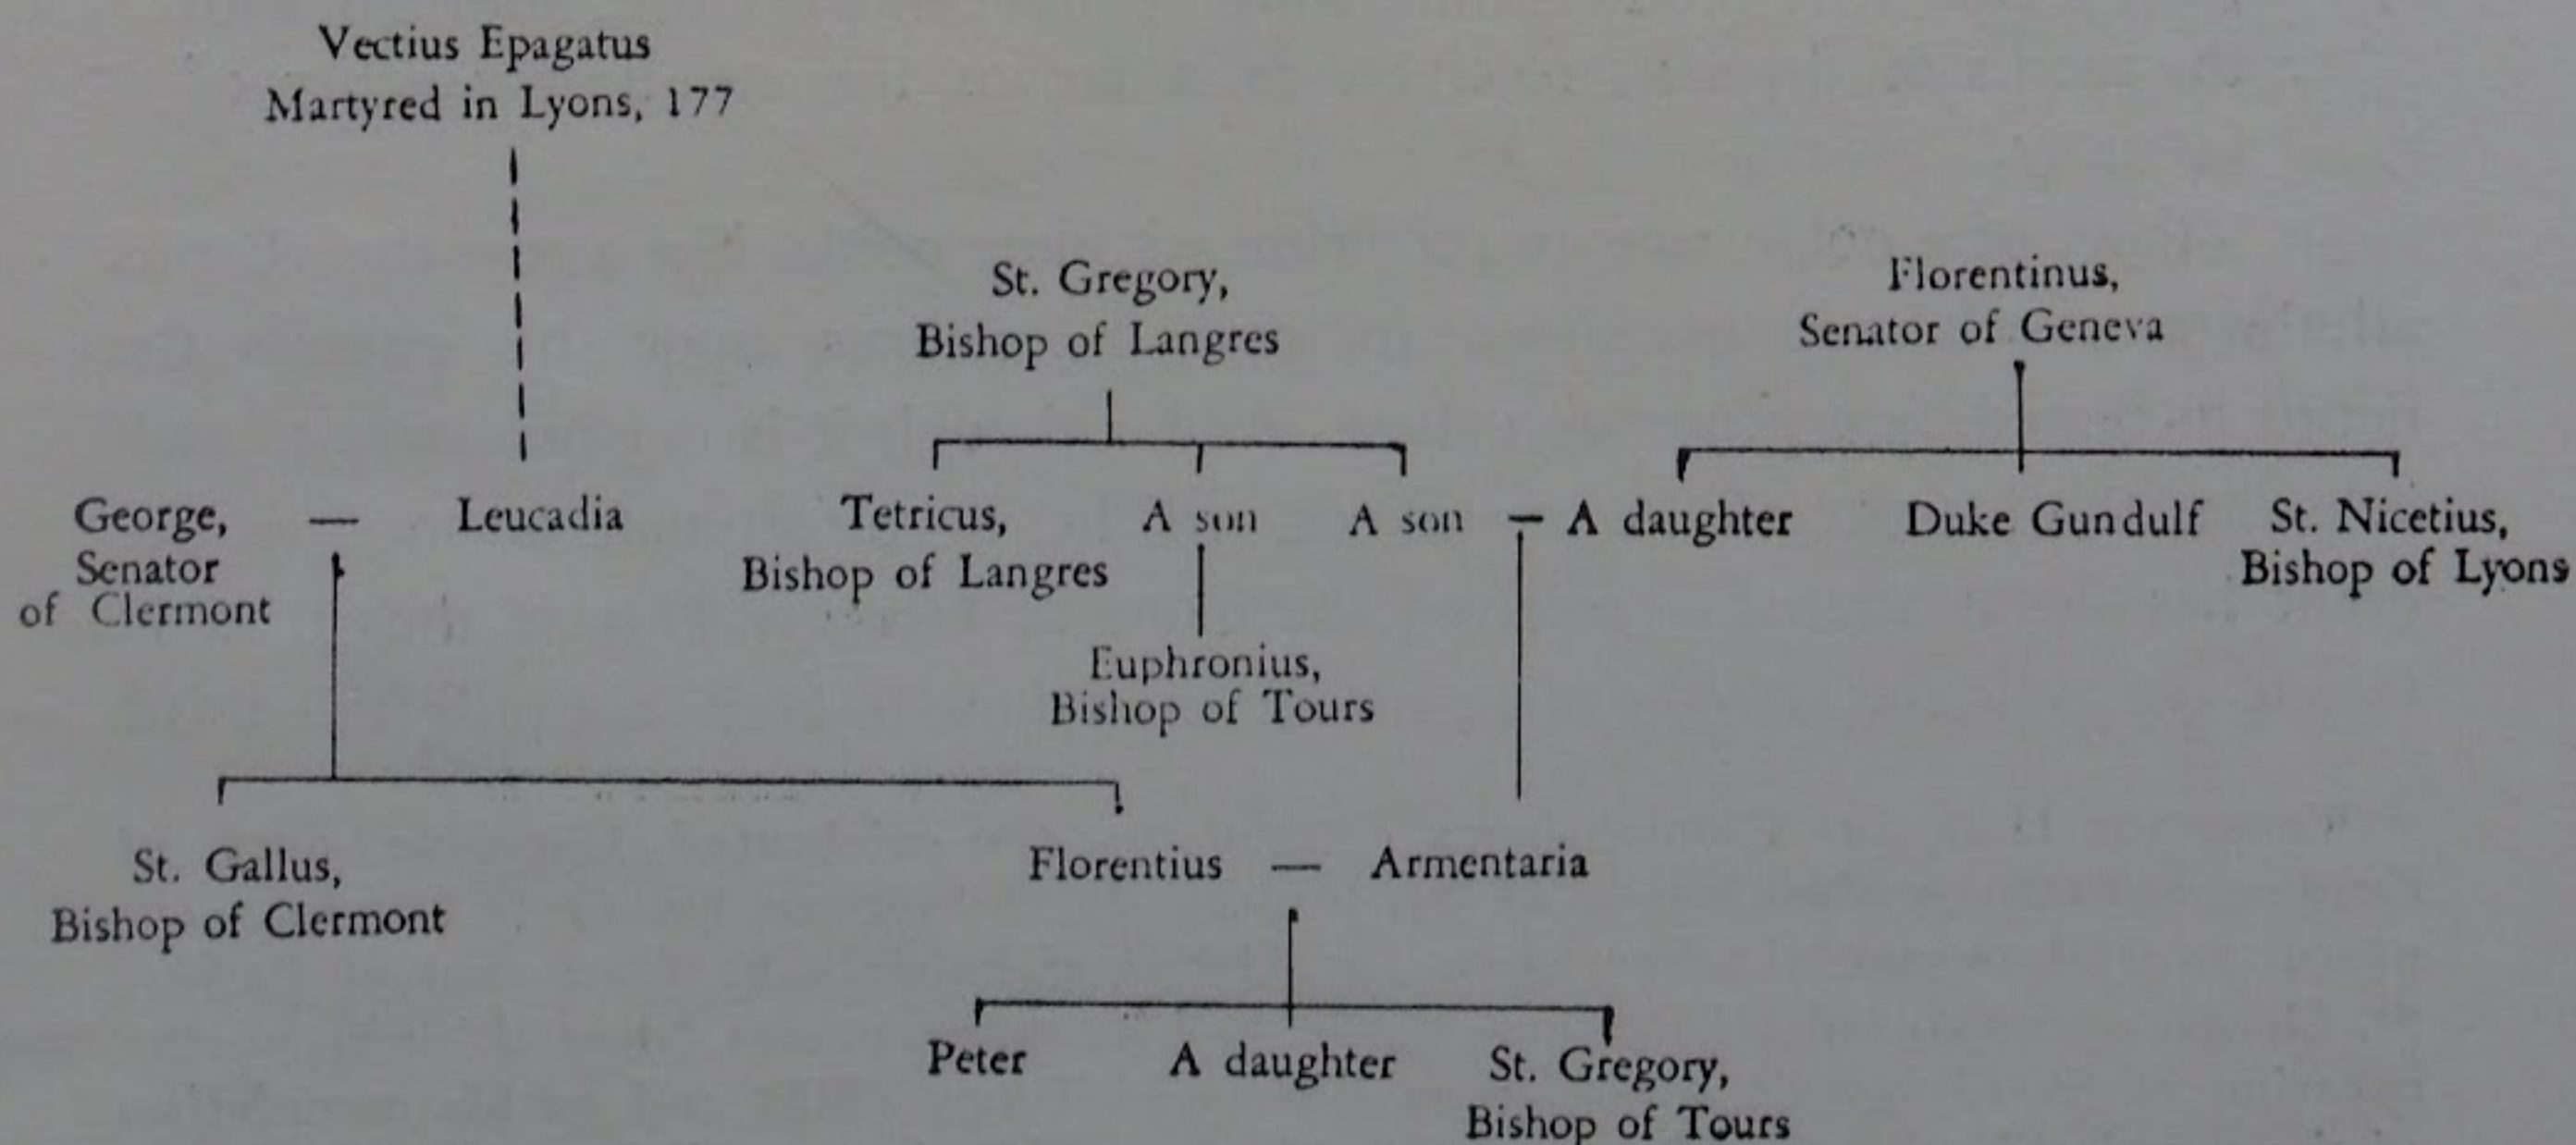 Vectius Epagatus
Martyred in Lyons, 177
St. Gregory,
Bishop of Langres
Florentinus,
Senator of Geneva
George,
Senator
of Clermont
— Leucadia
Tetricus,
Bishop of Langres
A son
A son — A daughter
Duke Gundulf
St. Nicetius,
Bishop of Lyons
Euphronius,
Bishop of Tours
St. Gallus,
Bishop of Clermont
Florentius — Armentaria
Peter
A daughter
St. Gregory,
Bishop of Tours